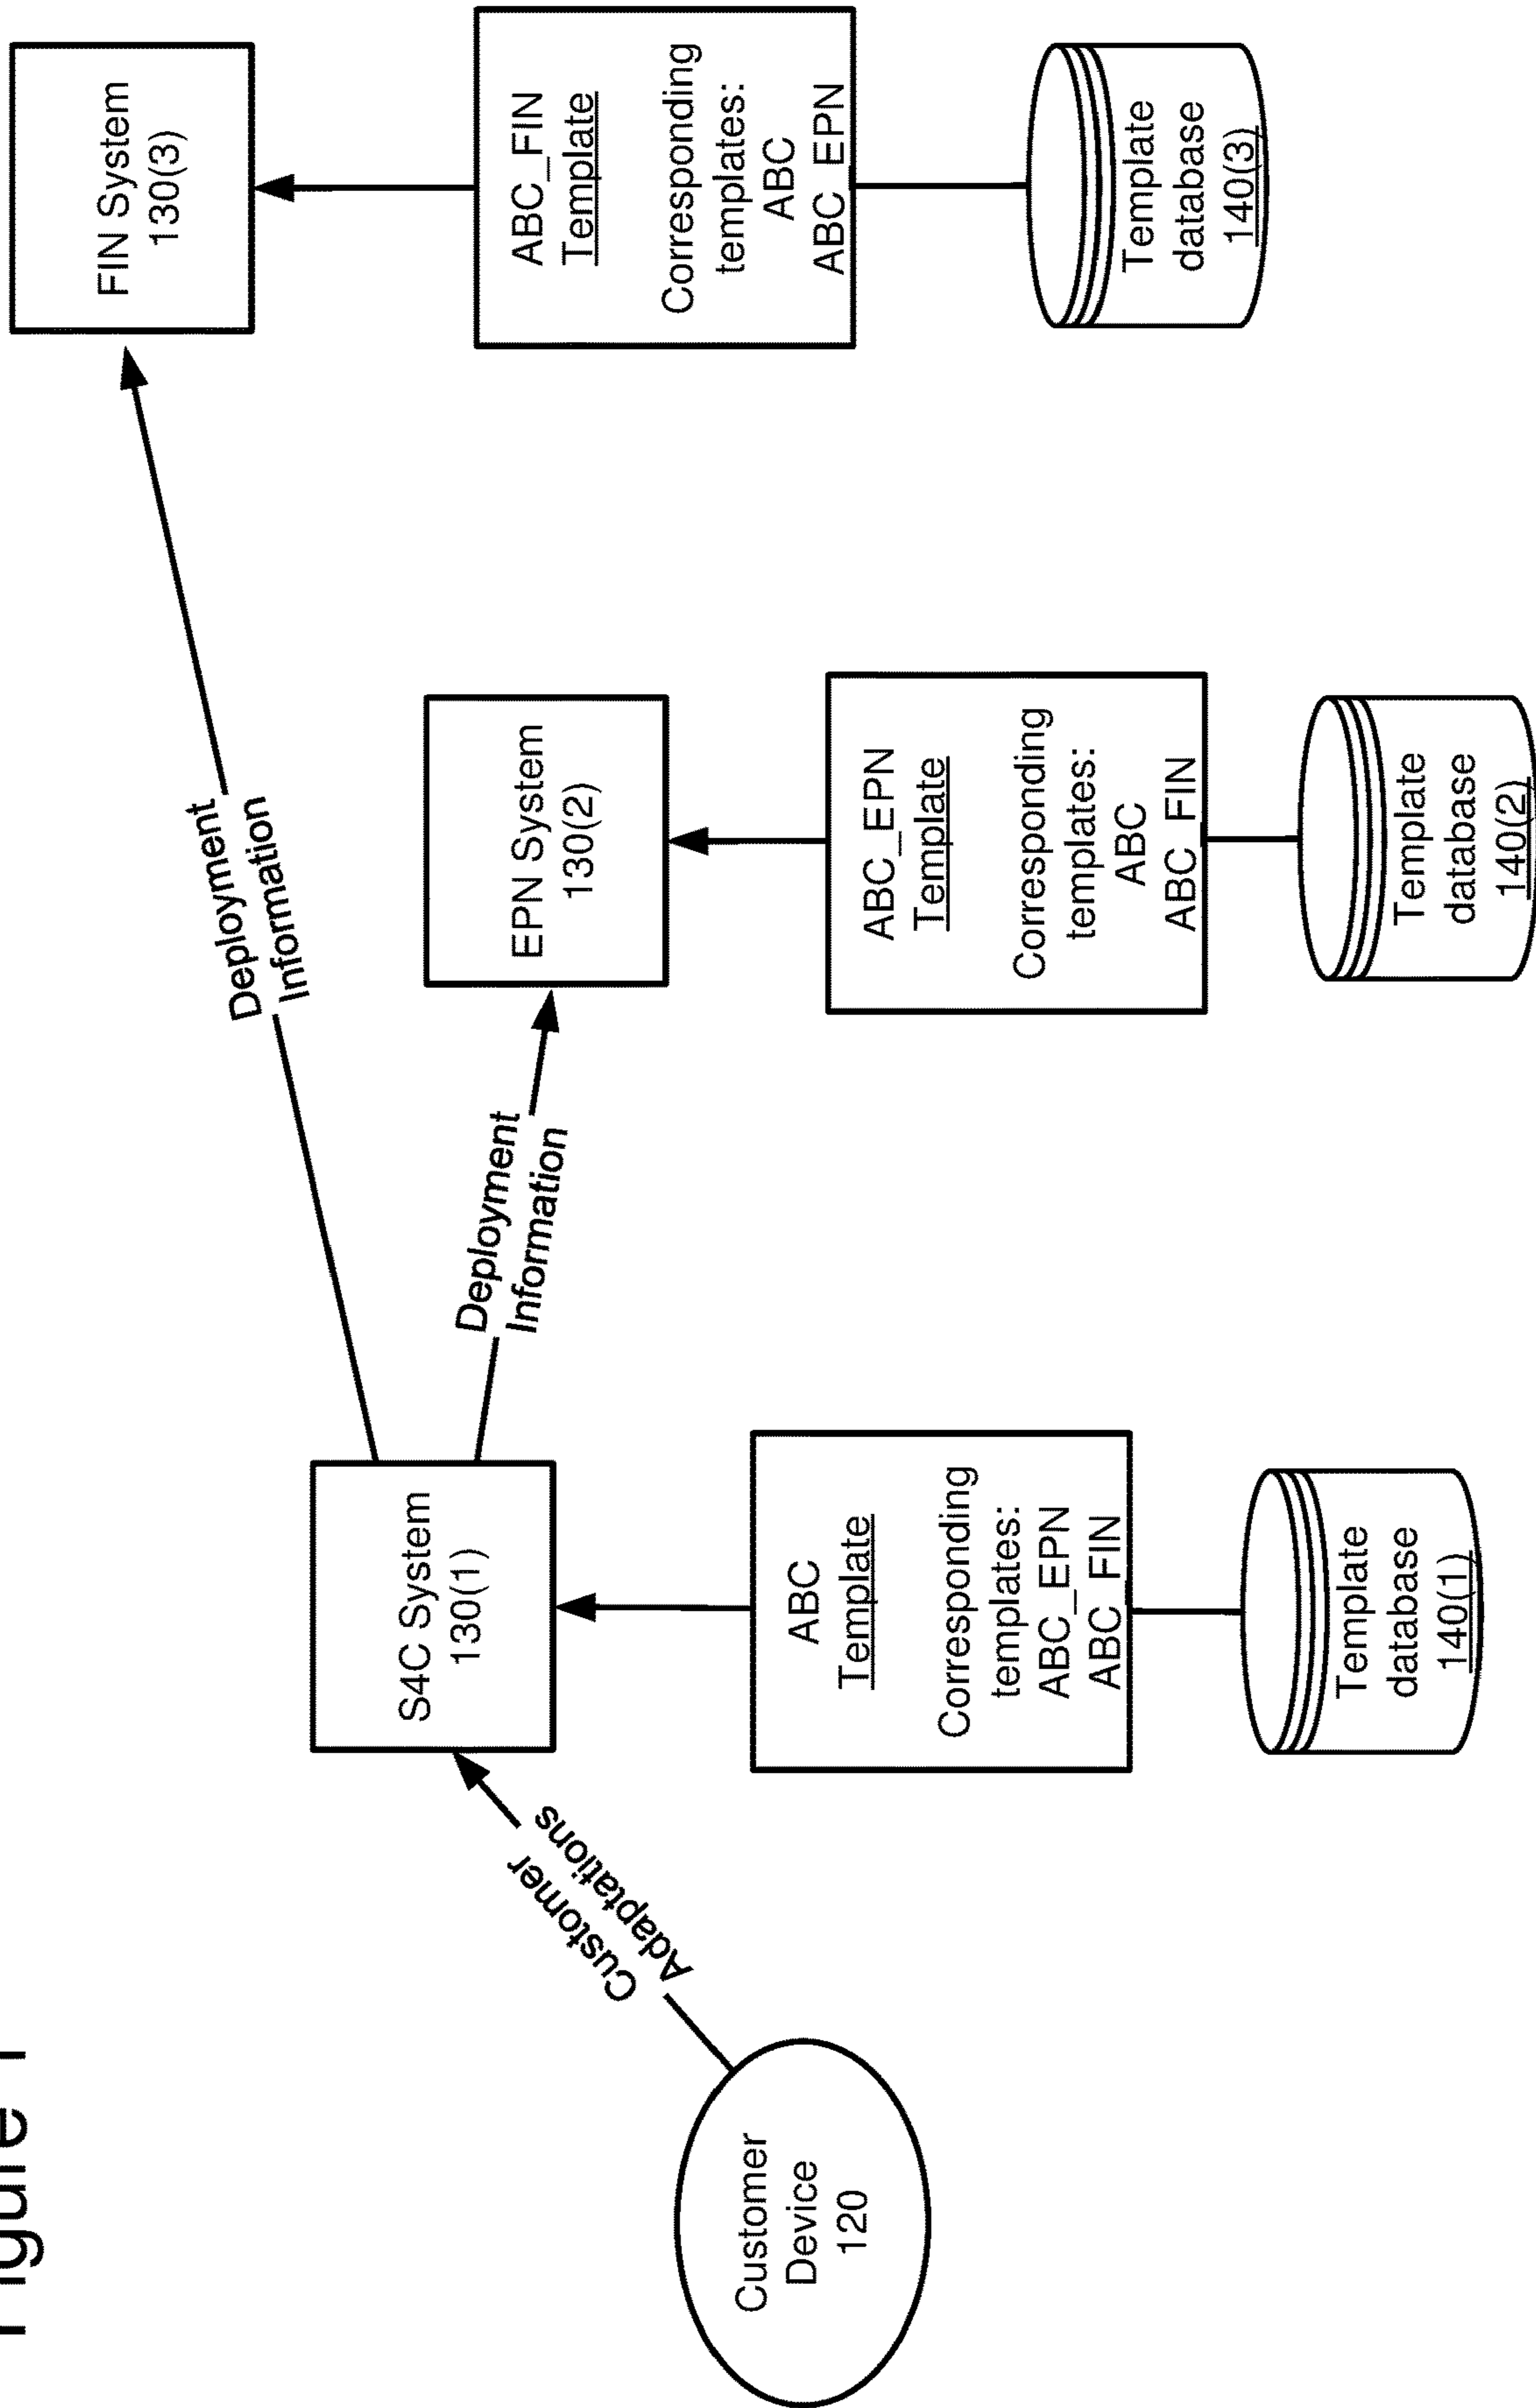 Figure 1
Customer
Device
120
Customer
Adaptations
S4C System
130(1)
ABC
Template
Corresponding
templates:
ABC_EPN
ABC_FIN
Template
database
140(1)
Deployment
Information
Deployment
Information
EPN System
130(2)
ABC_EPN
Template
Corresponding
templates:
ABC
ABC_FIN
Template
database
140(2)
FIN System
130(3)
ABC_FIN
Template
Corresponding
templates:
ABC
ABC_EPN
Template
database
140(3)